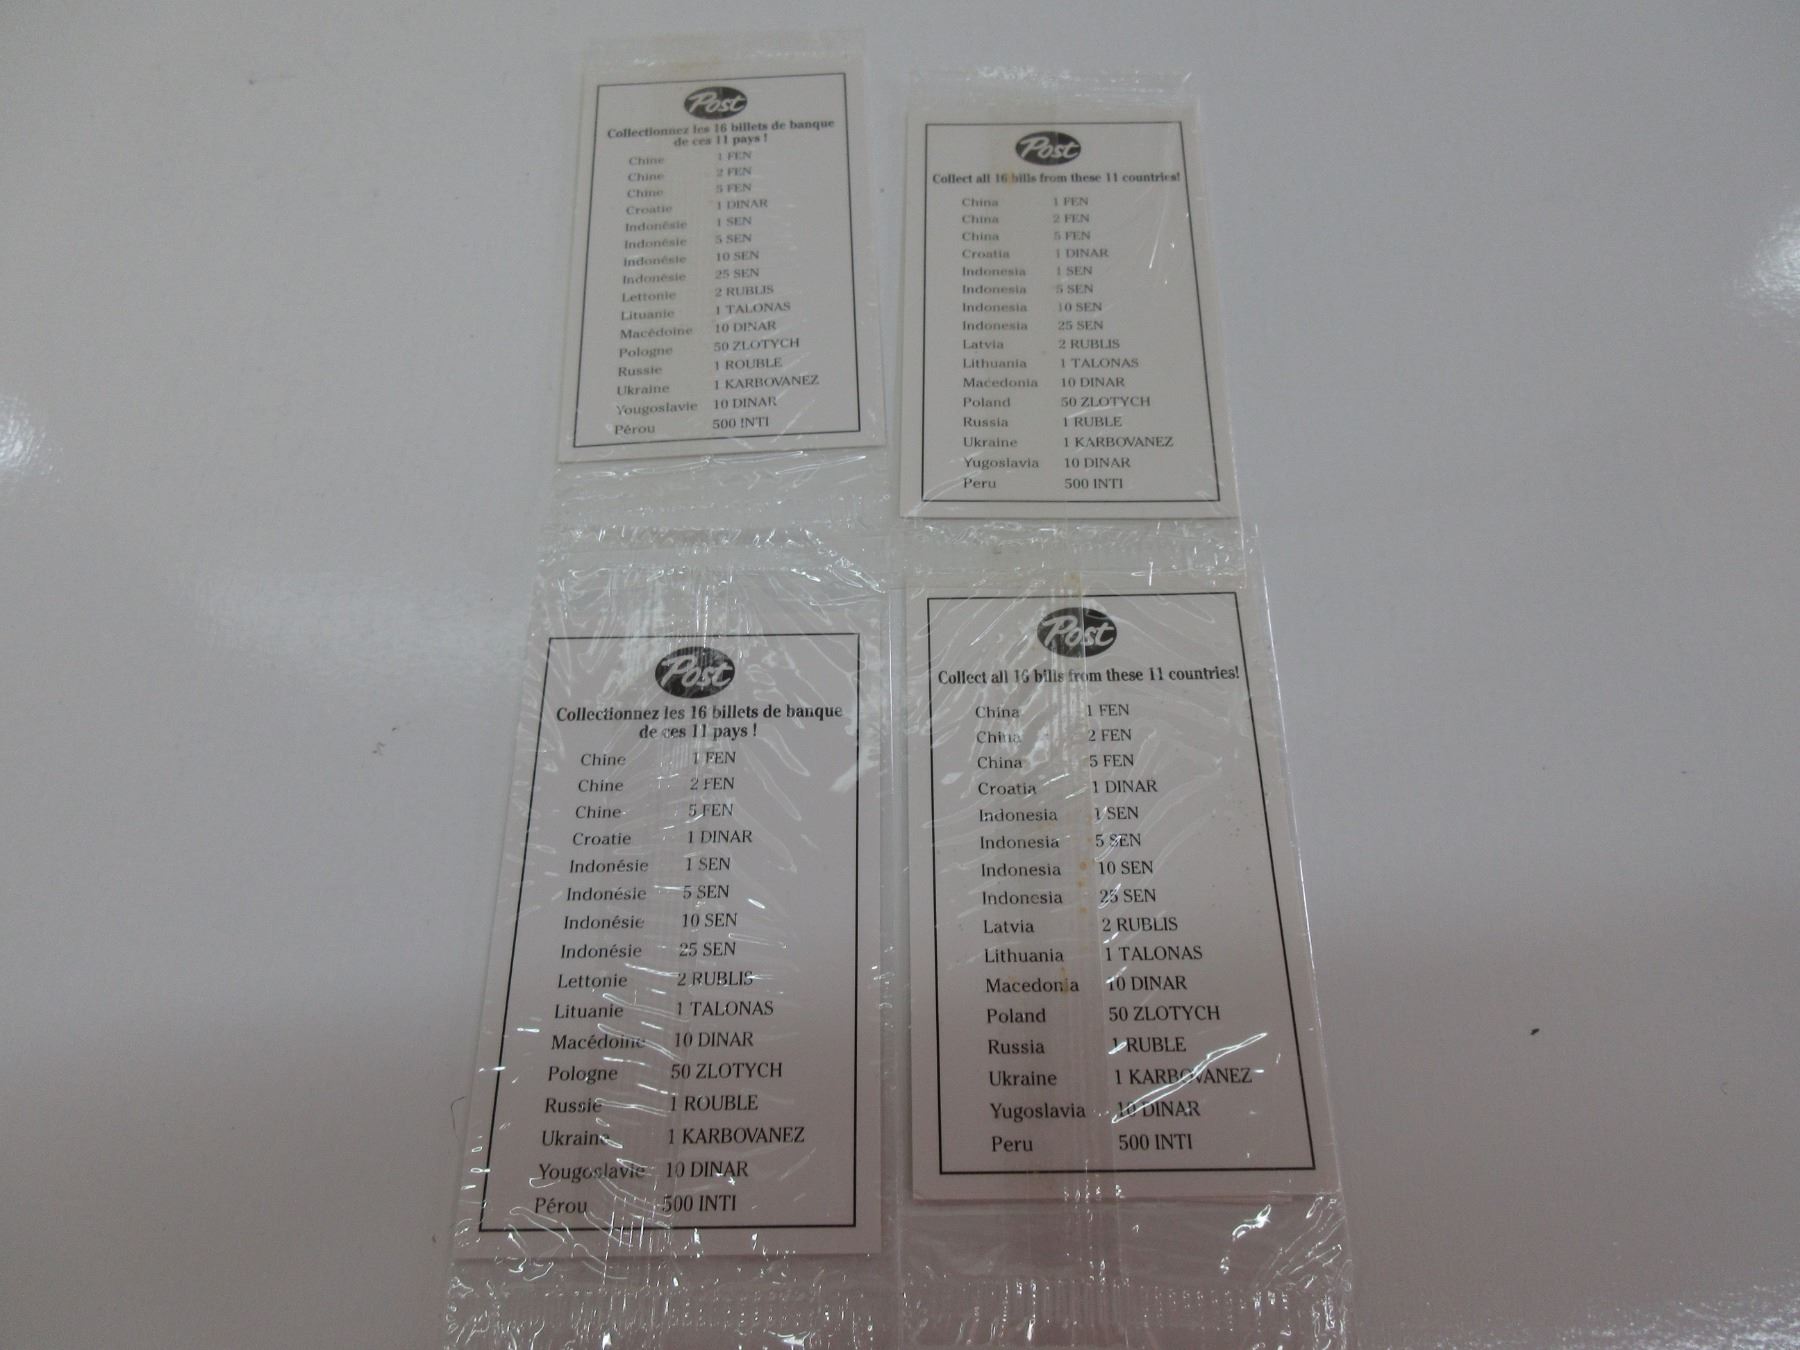 Post
Collectionnez les 16 billets de banque
de ces 11 pays !
Chine 1 FEN
Chine 2 FEN
Chine 5 FEN
Croatie 1 DINAR
Indonésie 1 SEN
Indonésie 5 SEN
Indonésie 10 SEN
Indonésie 25 SEN
Lettonie 2 RUBLIS
Lituanie 1 TALONAS
Macédoine 10 DINAR
Pologne 50 ZLOTYCH
Russie 1 ROUBLE
Ukraine 1 KARBOVANEZ
Yougoslavie 10 DINAR
Pérou 500 INTI
Post
Collect all 16 bills from these 11 countries!
China 1 FEN
China 2 FEN
China 5 FEN
Croatia 1 DINAR
Indonesia 1 SEN
Indonesia 5 SEN
Indonesia 10 SEN
Indonesia 25 SEN
Latvia 2 RUBLIS
Lithuania 1 TALONAS
Macedonia 10 DINAR
Poland 50 ZLOTYCH
Russia 1 RUBLE
Ukraine 1 KARBOVANEZ
Yugoslavia 10 DINAR
Peru 500 INTI
Post
Collectionnez les 16 billets de banque
de ces 11 pays !
Chine 1 FEN
Chine 2 FEN
Chine 5 FEN
Croatie 1 DINAR
Indonésie 1 SEN
Indonésie 5 SEN
Indonésie 10 SEN
Indonésie 25 SEN
Lettonie 2 RUBLIS
Lituanie 1 TALONAS
Macédoine 10 DINAR
Pologne 50 ZLOTYCH
Russie 1 ROUBLE
Ukraine 1 KARBOVANEZ
Yougoslavie 10 DINAR
Pérou 500 INTI
Post
Collect all 16 bills from these 11 countries!
China 1 FEN
China 2 FEN
China 5 FEN
Croatia 1 DINAR
Indonesia 1 SEN
Indonesia 5 SEN
Indonesia 10 SEN
Indonesia 25 SEN
Latvia 2 RUBLIS
Lithuania 1 TALONAS
Macedonia 10 DINAR
Poland 50 ZLOTYCH
Russia 1 RUBLE
Ukraine 1 KARBOVANEZ
Yugoslavia 10 DINAR
Peru 500 INTI